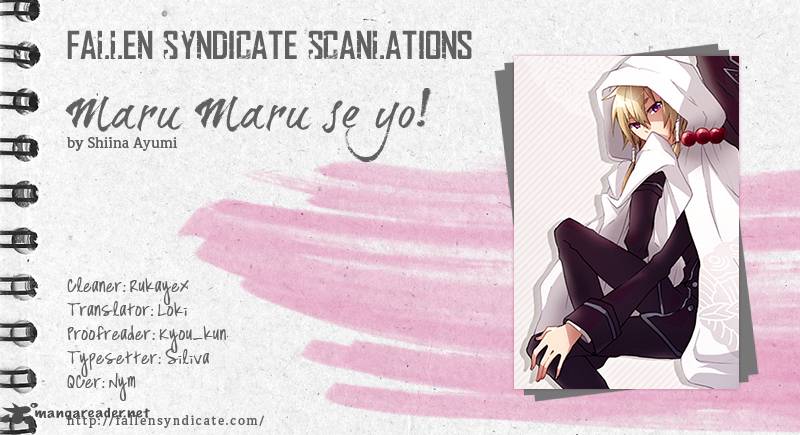 FALLEN SYNDICATE SCANLATIONS
Maru Maru se yo!
by Shiina Ayumi
Cleaner: Rukayex
Translator: Loki
Proofreader: Kyou_kun
Typesetter: Siliva
QCer: Nym
mangareader.net
http://fallensyndicate.com/